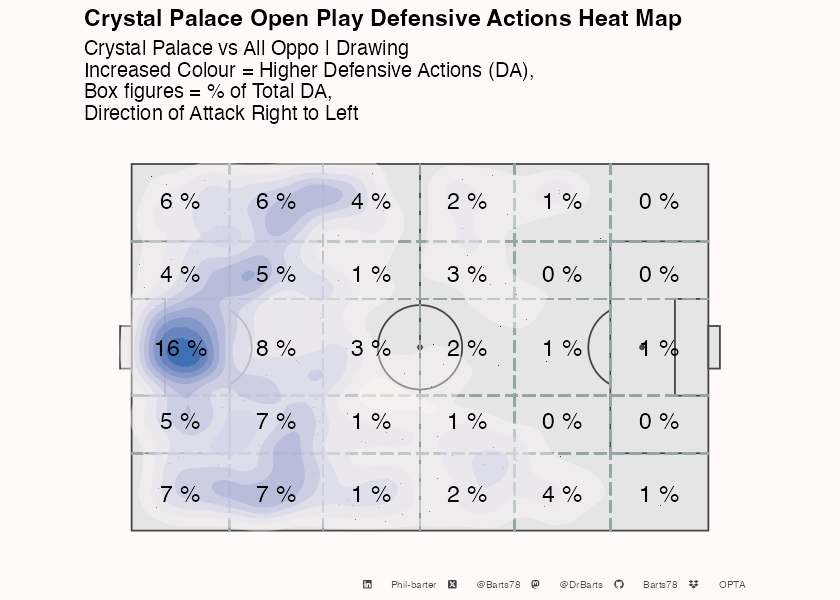 Crystal Palace Open Play Defensive Actions Heat Map
Crystal Palace vs All Oppo | Drawing
Increased Colour = Higher Defensive Actions (DA),
Box figures = % of Total DA,
Direction of Attack Right to Left
6 % 6 % 4 % 2 % 1 % 0 %
4 % 5 % 1 % 3 % 0 % 0 %
16 % 8 % 3 % 2 % 1 % 1 %
5 % 7 % 1 % 1 % 0 % 0 %
7 % 7 % 1 % 2 % 4 % 1 %
Phil-barter @Barts78 @DrBarts Barts78 OPTA